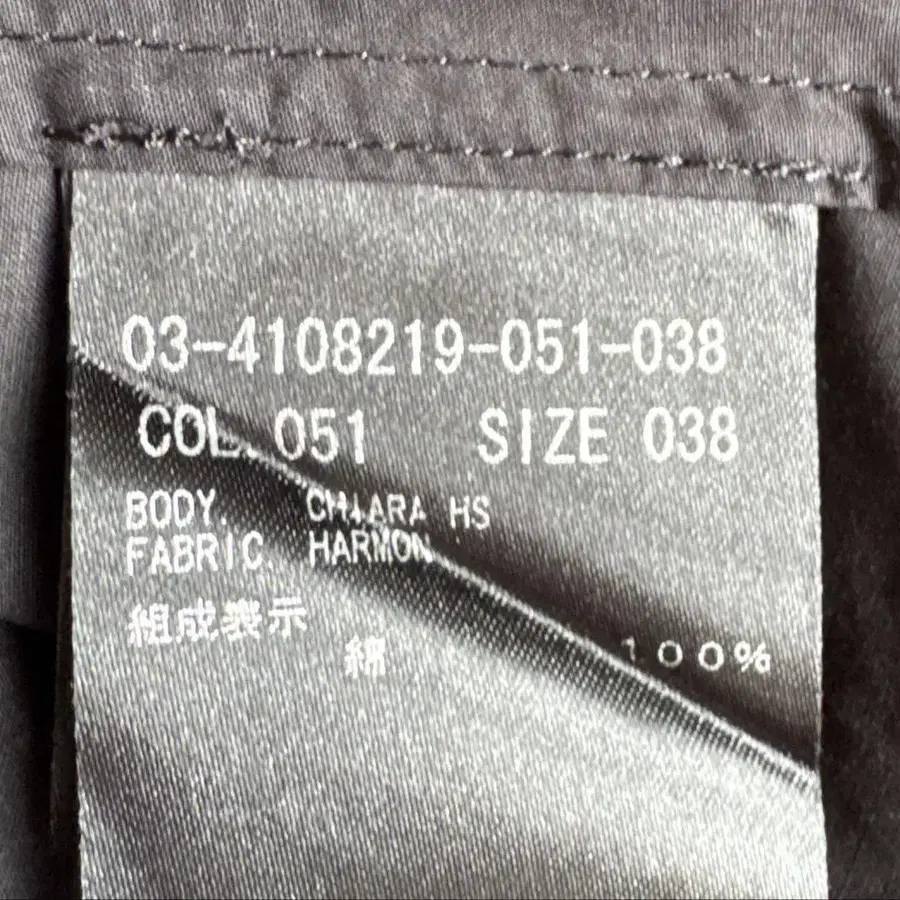 03-4108219-051-038
COL. 051 SIZE 038
BODY. CHIARA HS
FABRIC. HARMON
組成表示
綿 100%